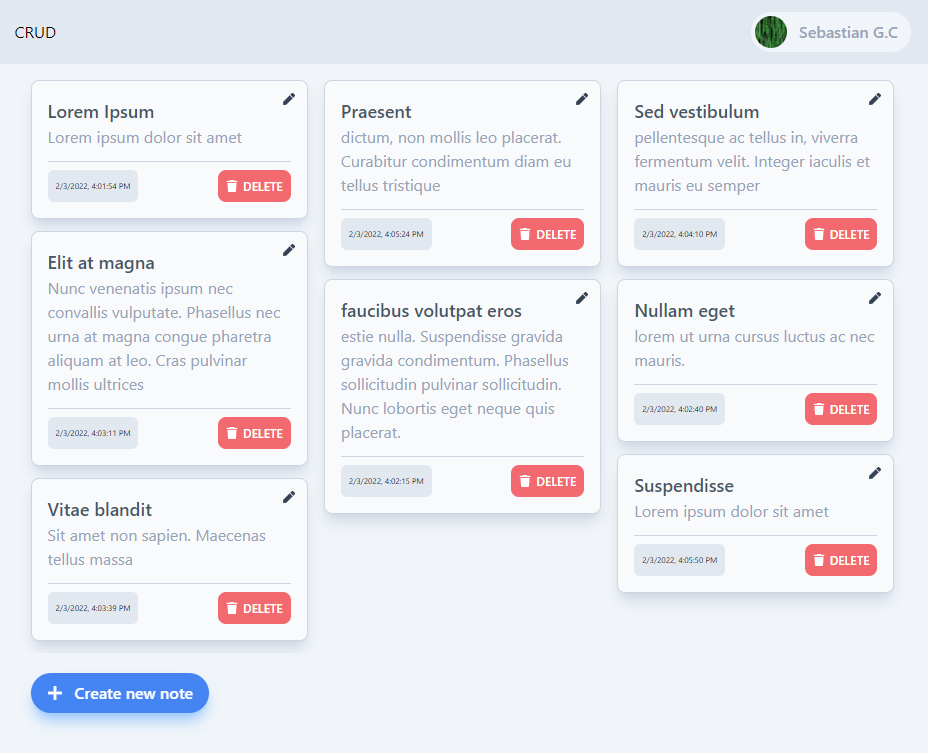 CRUD
Sebastian G.C
Lorem Ipsum
Lorem ipsum dolor sit amet
2/3/2022, 4:01:54 PM
DELETE
Elit at magna
Nunc venenatis ipsum nec
convallis vulputate. Phasellus nec
urna at magna congue pharetra
aliquam at leo. Cras pulvinar
mollis ultrices
2/3/2022, 4:03:11 PM
DELETE
Vitae blandit
Sit amet non sapien. Maecenas
tellus massa
2/3/2022, 4:03:39 PM
DELETE
Praesent
dictum, non mollis leo placerat.
Curabitur condimentum diam eu
tellus tristique
2/3/2022, 4:05:24 PM
DELETE
faucibus volutpat eros
estie nulla. Suspendisse gravida
gravida condimentum. Phasellus
sollicitudin pulvinar sollicitudin.
Nunc lobortis eget neque quis
placerat.
2/3/2022, 4:02:15 PM
DELETE
Sed vestibulum
pellentesque ac tellus in, viverra
fermentum velit. Integer iaculis et
mauris eu semper
2/3/2022, 4:04:10 PM
DELETE
Nullam eget
lorem ut urna cursus luctus ac nec
mauris.
2/3/2022, 4:02:40 PM
DELETE
Suspendisse
Lorem ipsum dolor sit amet
2/3/2022, 4:05:50 PM
DELETE
Create new note